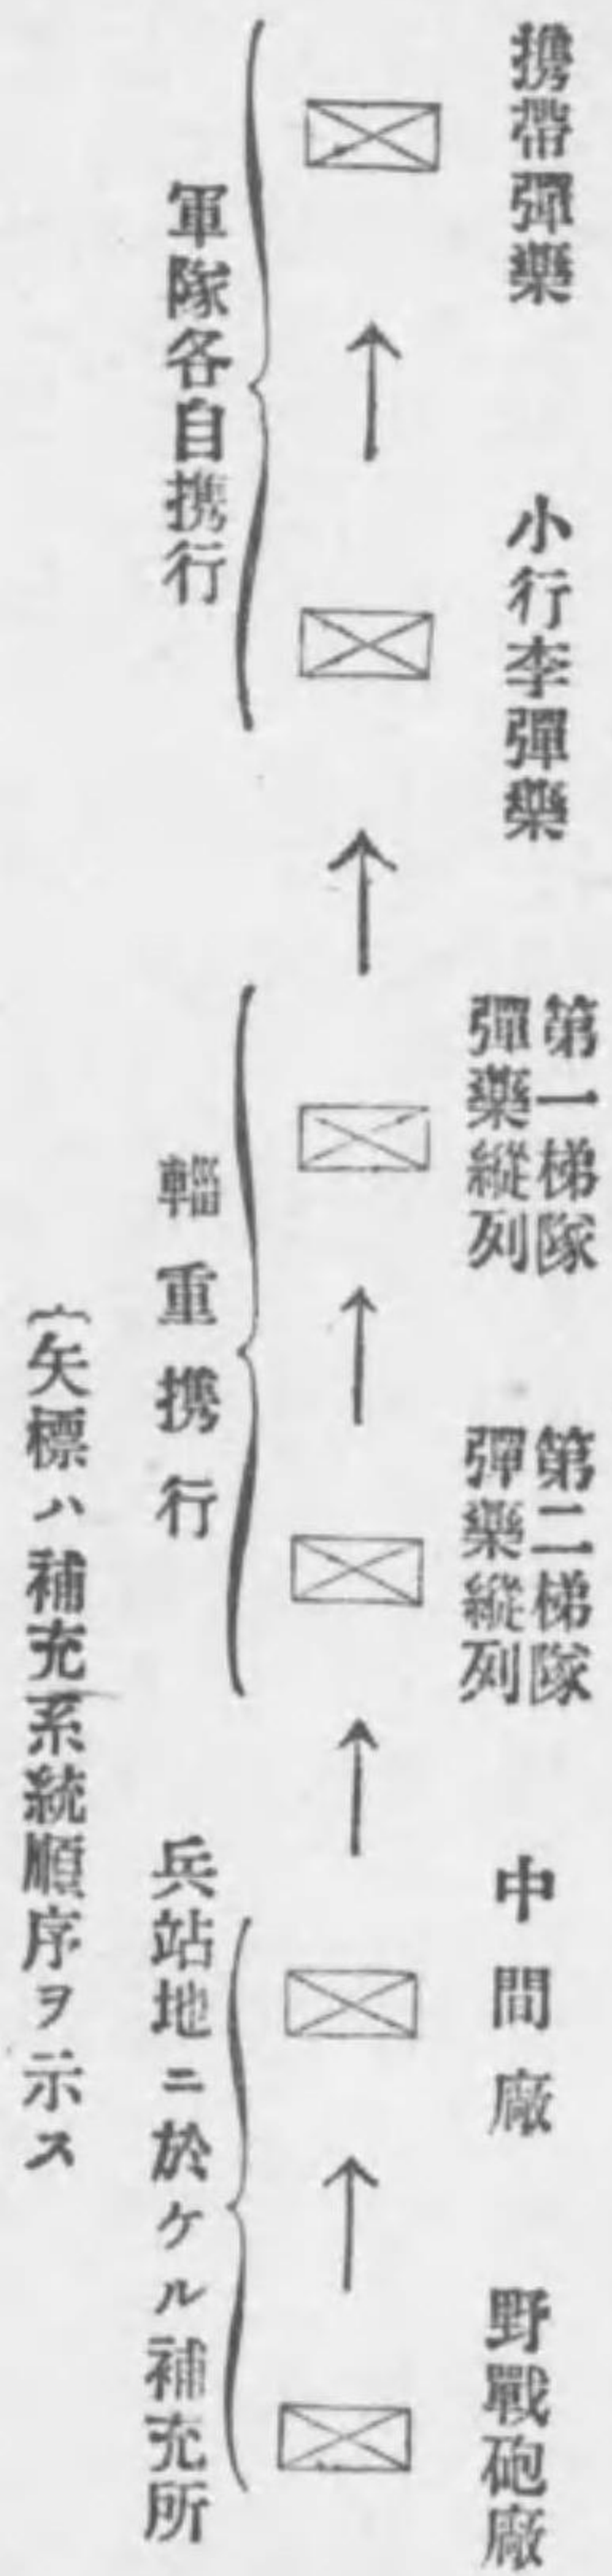 携帶彈藥
小行李彈藥
第一梯隊
彈藥縱列
第二梯隊
彈藥縱列
中間廠
野戰砲廠
軍隊各自携行
輜重携行
兵站地ニ於ケル補充所
(矢標ハ補充系統順序ヲ示ス